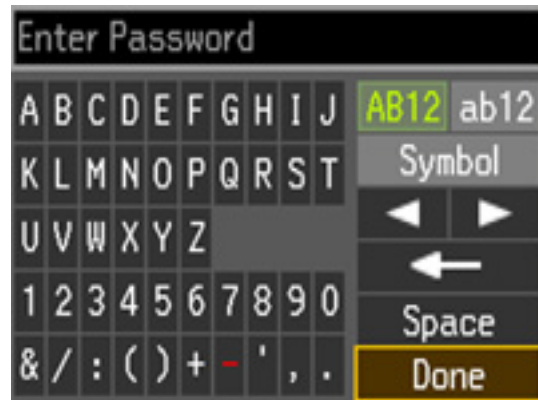 Enter Password
A B C D E F G H I J
K L M N O P Q R S T
U V W X Y Z
1 2 3 4 5 6 7 8 9 0
& / : ( ) + - ' , .
AB12 ab12
Symbol
Space
Done